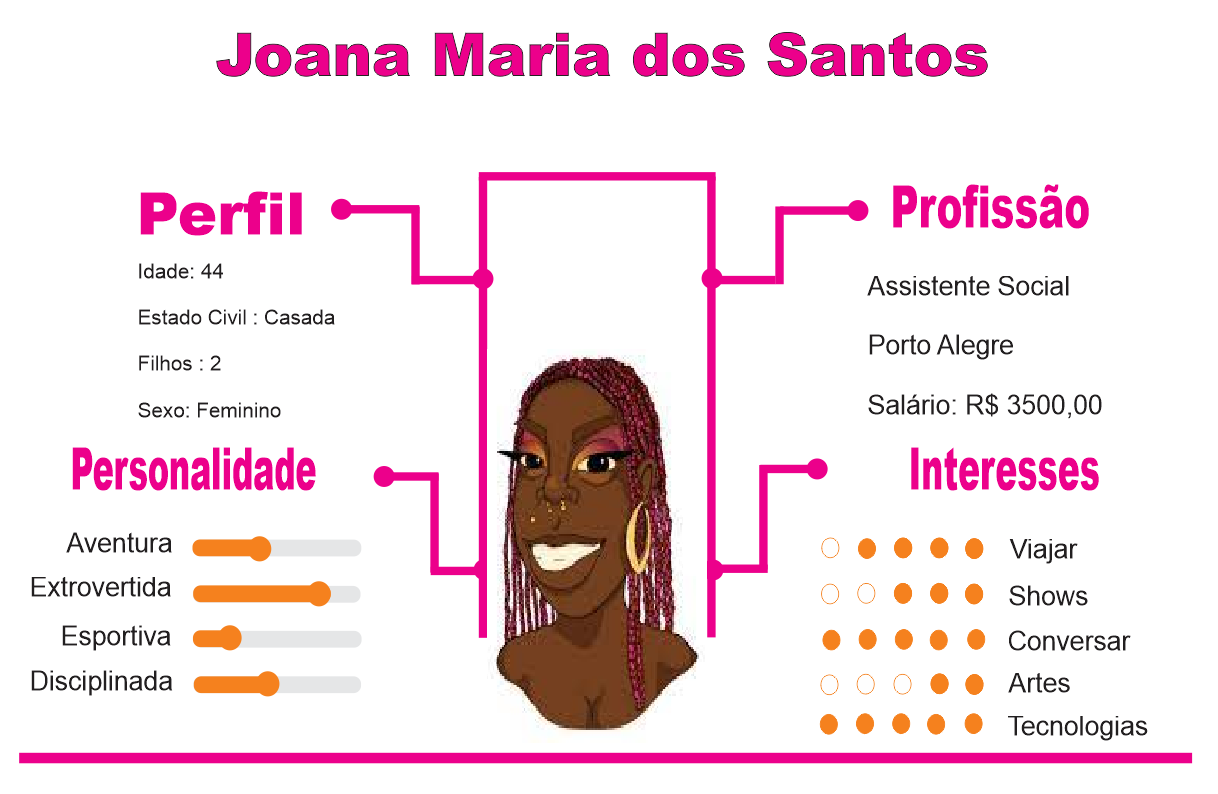 Joana Maria dos Santos
Perfil
Idade: 44
Estado Civil : Casada
Filhos : 2
Sexo: Feminino
Profissão
Assistente Social
Porto Alegre
Salário: R$ 3500,00
Personalidade
Aventura
Extrovertida
Esportiva
Disciplinada
Interesses
Viajar
Shows
Conversar
Artes
Tecnologias